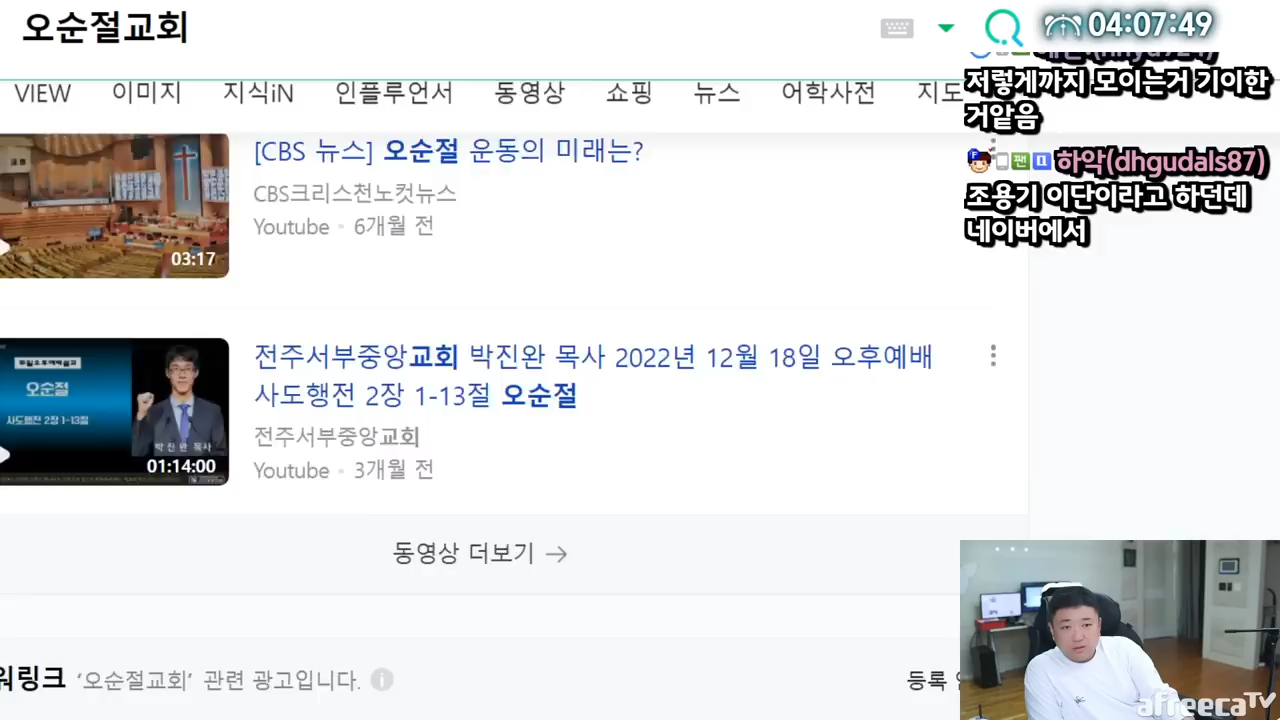 오순절교회
04:07:49
VIEW 이미지 지식iN 인플루언서 동영상 쇼핑 뉴스 어학사전 지도
저렇게까지 모이는거 기이한
거같음
팬 하악(dhgudals87)
조용기 이단이라고 하던데
네이버에서
[CBS 뉴스] 오순절 운동의 미래는?
CBS크리스천노컷뉴스
Youtube · 6개월 전
03:17
전주서부중앙교회 박진완 목사 2022년 12월 18일 오후예배
사도행전 2장 1-13절 오순절
전주서부중앙교회
Youtube · 3개월 전
오순절
사도행전 2장 1-13절
박진완 목사
01:14:00
동영상 더보기 →
워링크 ‘오순절교회’ 관련 광고입니다.
등록
afreecaTV